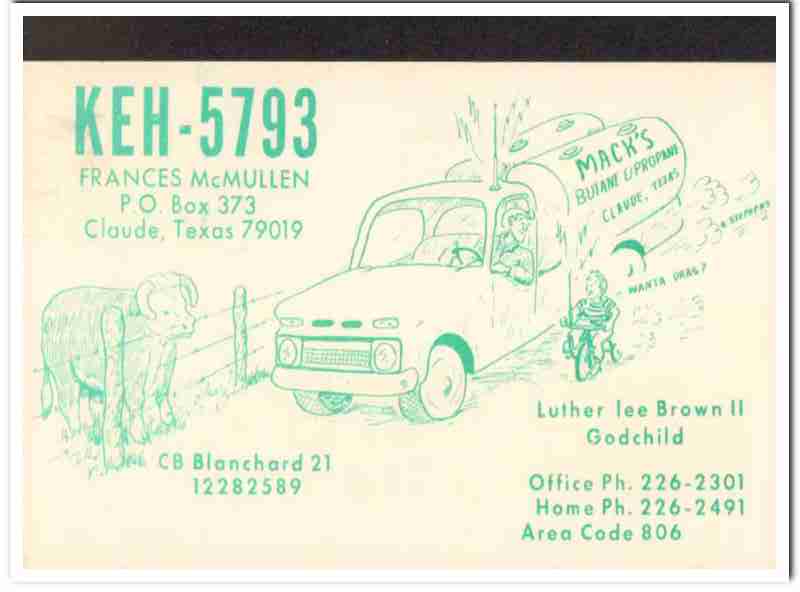 KEH-5793
FRANCES McMULLEN
P.O. Box 373
Claude, Texas 79019
MACK'S
BUTANE & PROPANE
CLAUDE, TEXAS
STEPHENS
WANTA DRAG?
Luther lee Brown II
Godchild
CB Blanchard 21
12282589
Office Ph. 226-2301
Home Ph. 226-2491
Area Code 806